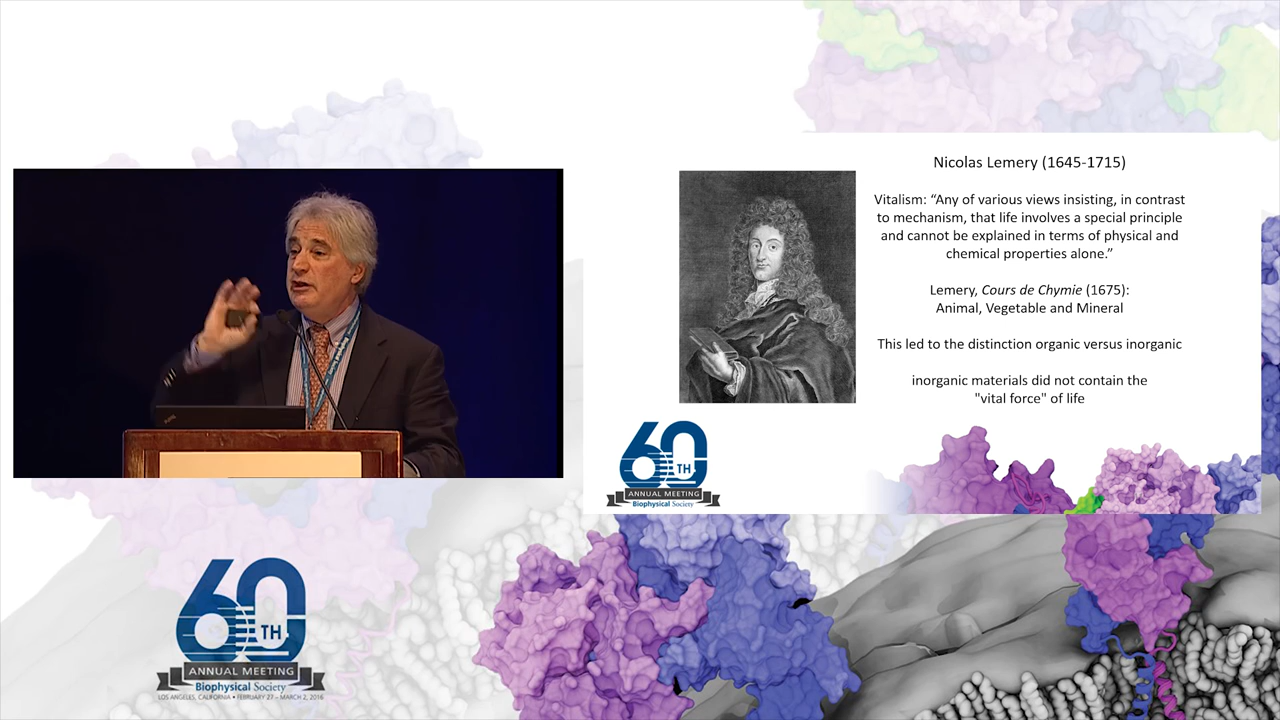 Nicolas Lemery (1645-1715)
Vitalism: “Any of various views insisting, in contrast
to mechanism, that life involves a special principle
and cannot be explained in terms of physical and
chemical properties alone.”
Lemery, Cours de Chymie (1675):
Animal, Vegetable and Mineral
This led to the distinction organic versus inorganic
inorganic materials did not contain the
"vital force" of life
60
TH
ANNUAL MEETING
Biophysical Society
60
TH
ANNUAL MEETING
Biophysical Society
LOS ANGELES, CALIFORNIA • FEBRUARY 27 – MARCH 2, 2016